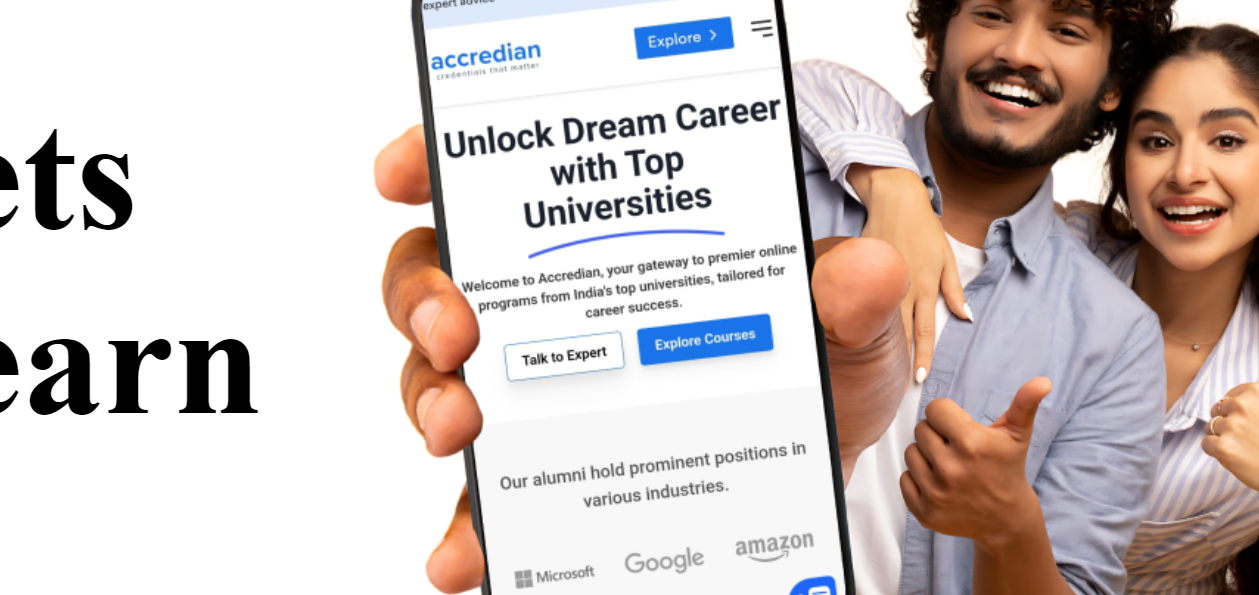 expert advice
accredian
credentials that matter
Explore
Unlock Dream Career
with Top
Universities
Welcome to Accredian, your gateway to premier online
programs from India's top universities, tailored for
career success.
Talk to Expert
Explore Courses
Our alumni hold prominent positions in
various industries.
Microsoft
Google
amazon
ets
earn